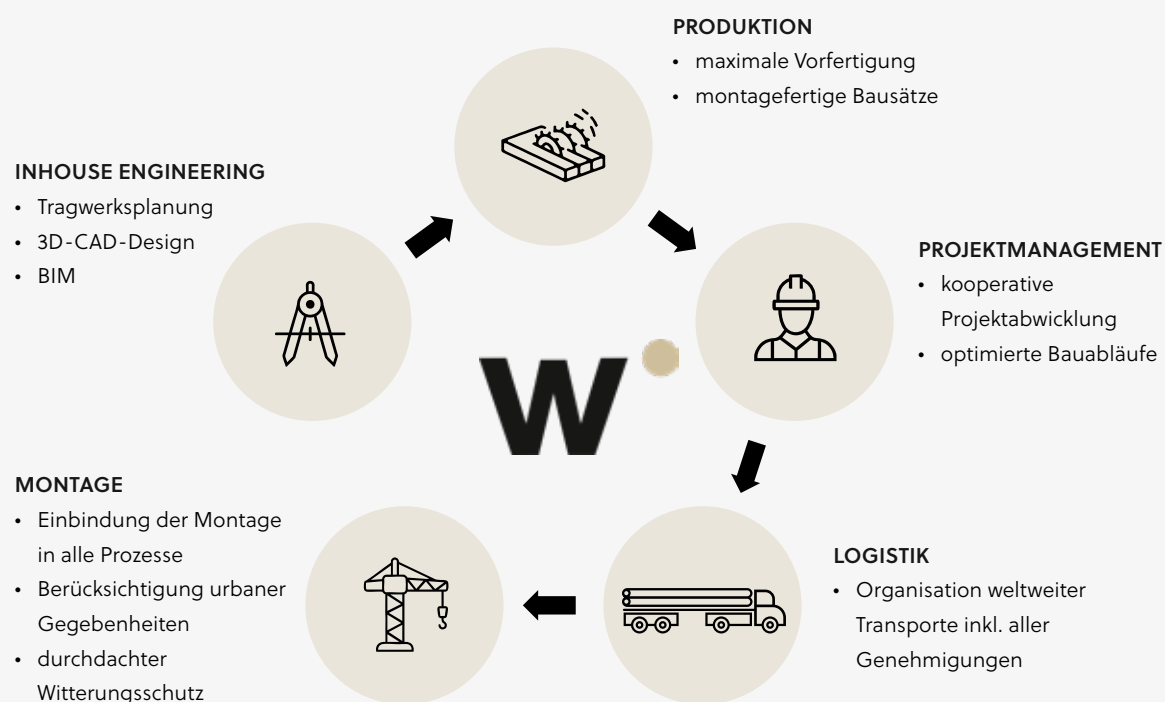 PRODUKTION
• maximale Vorfertigung
• montagefertige Bausätze
INHOUSE ENGINEERING
• Tragwerksplanung
• 3D-CAD-Design
• BIM
PROJEKTMANAGEMENT
• kooperative
Projektabwicklung
• optimierte Bauabläufe
w
MONTAGE
• Einbindung der Montage
in alle Prozesse
• Berücksichtigung urbaner
Gegebenheiten
• durchdachter
Witterungsschutz
LOGISTIK
• Organisation weltweiter
Transporte inkl. aller
Genehmigungen